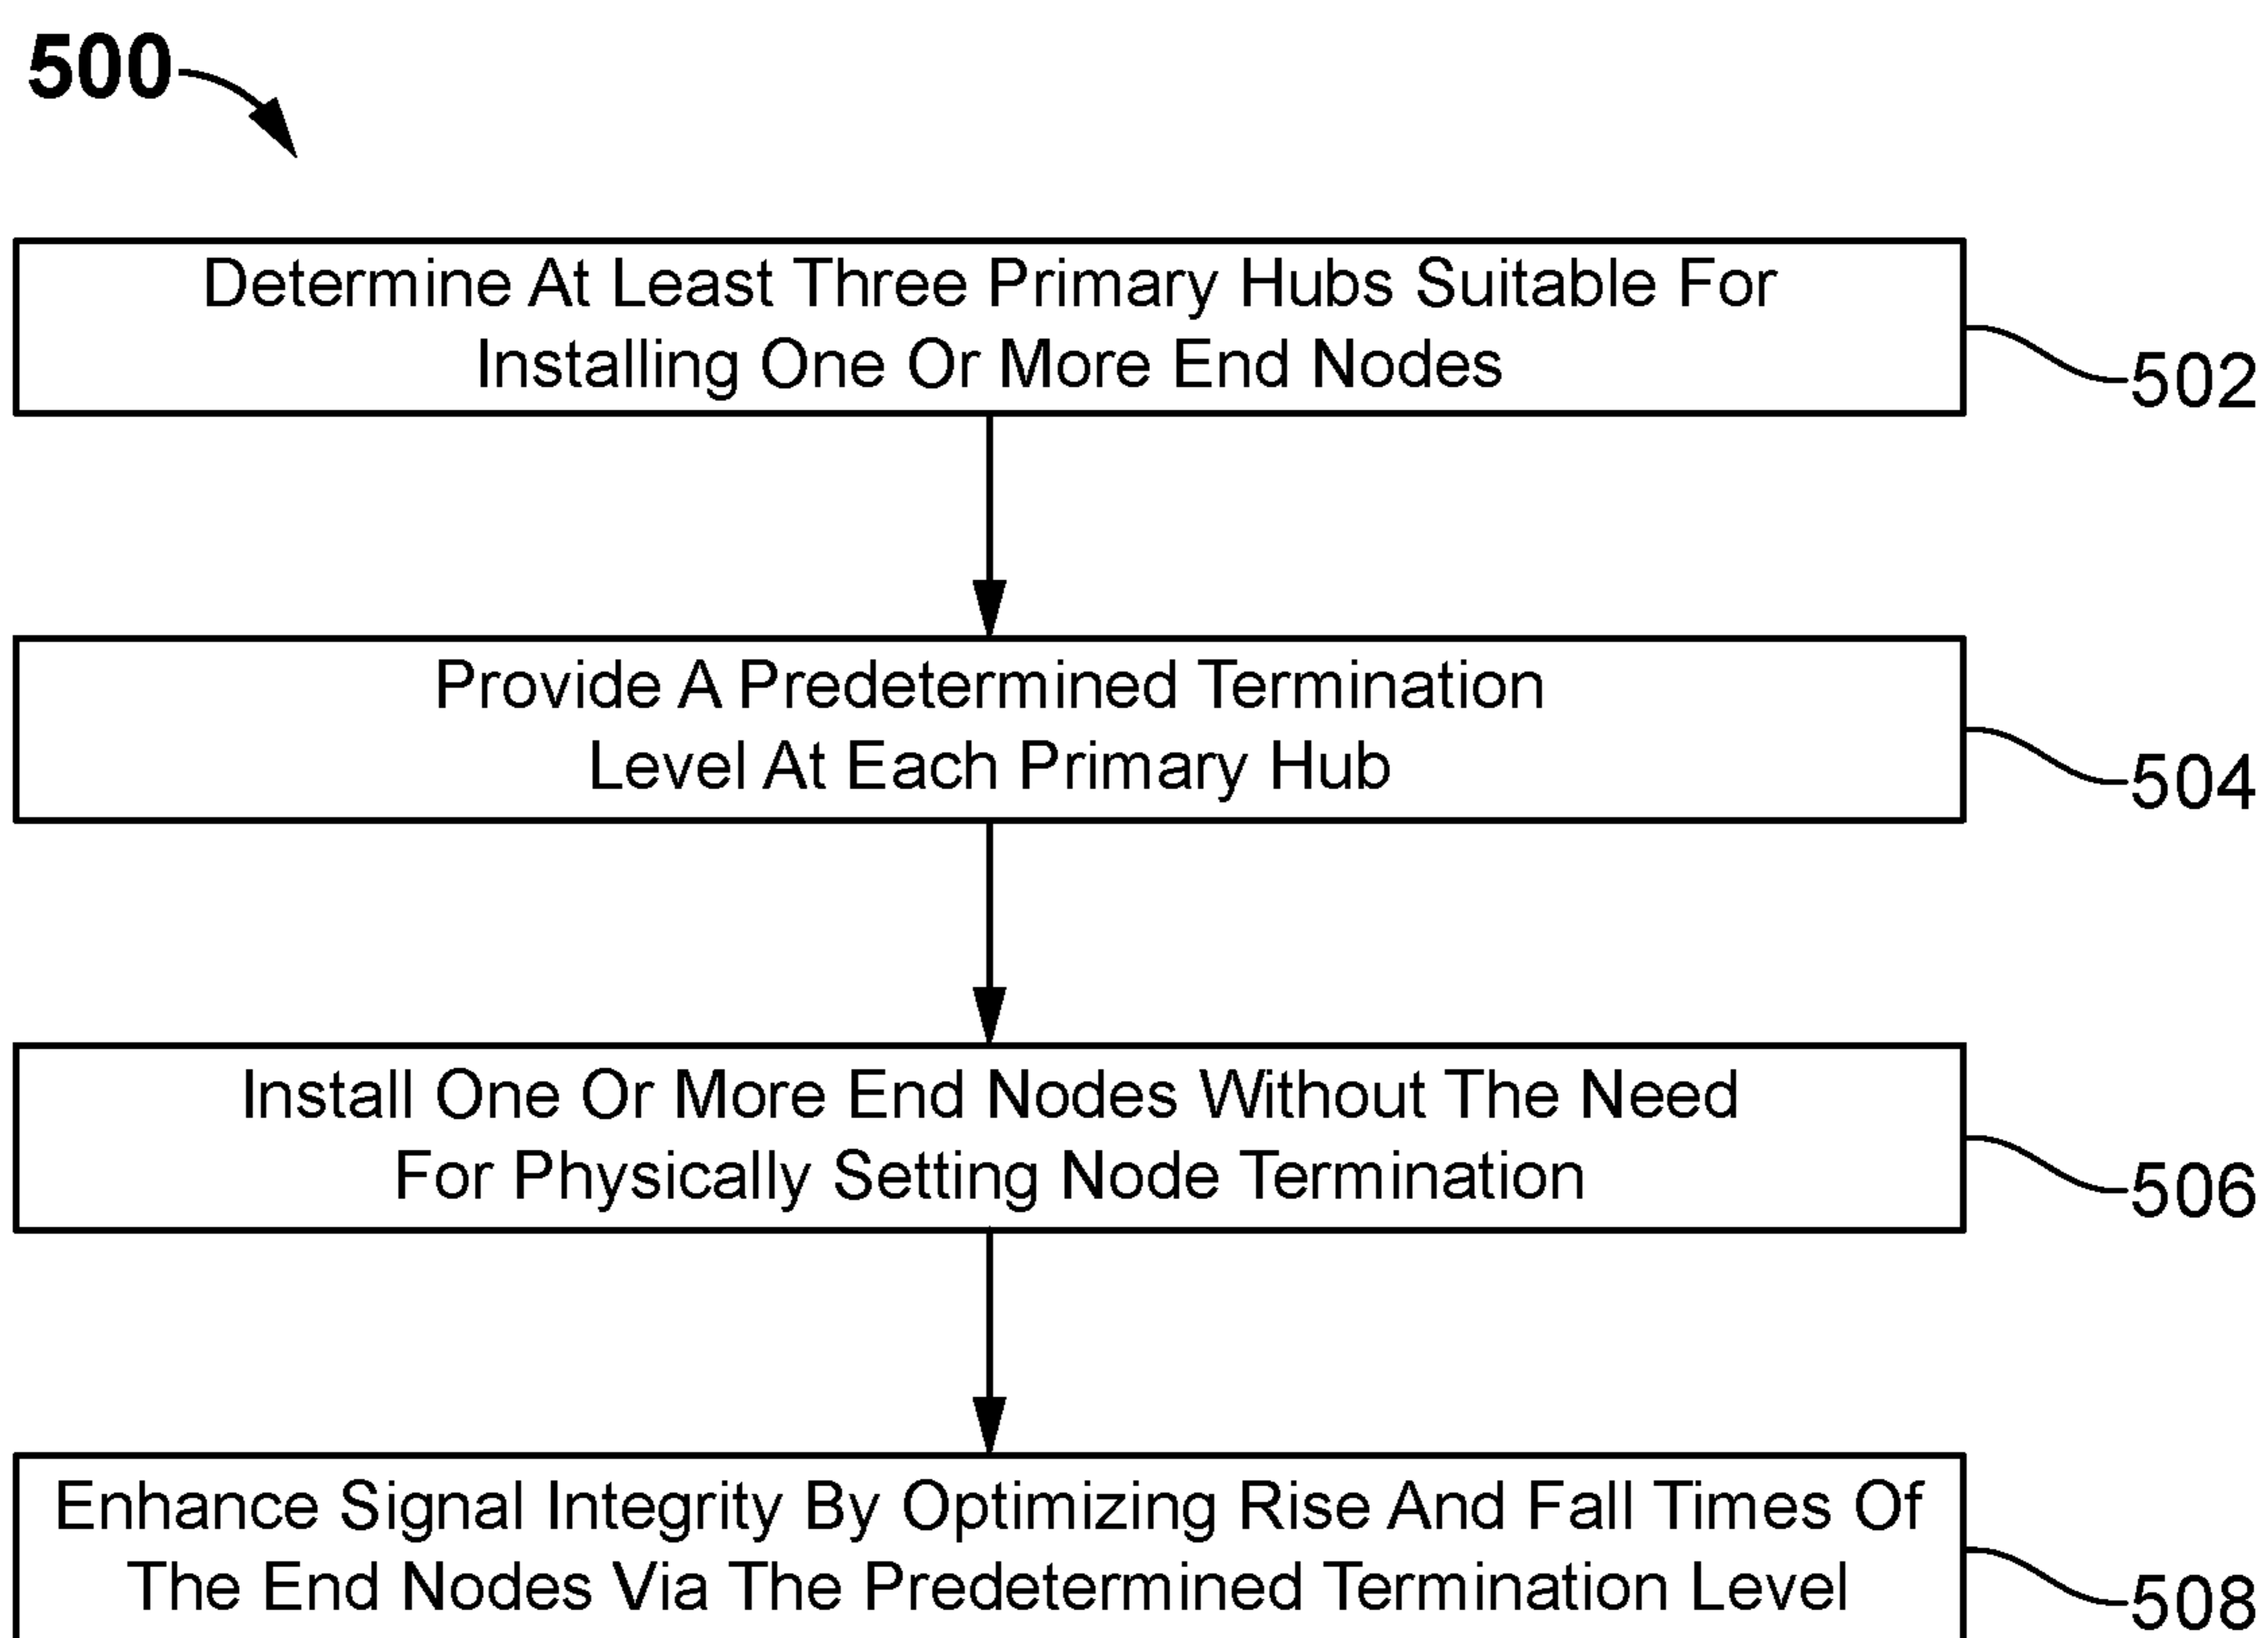 500
Determine At Least Three Primary Hubs Suitable For
Installing One Or More End Nodes
502
Provide A Predetermined Termination
Level At Each Primary Hub
504
Install One Or More End Nodes Without The Need
For Physically Setting Node Termination
506
Enhance Signal Integrity By Optimizing Rise And Fall Times Of
The End Nodes Via The Predetermined Termination Level
508